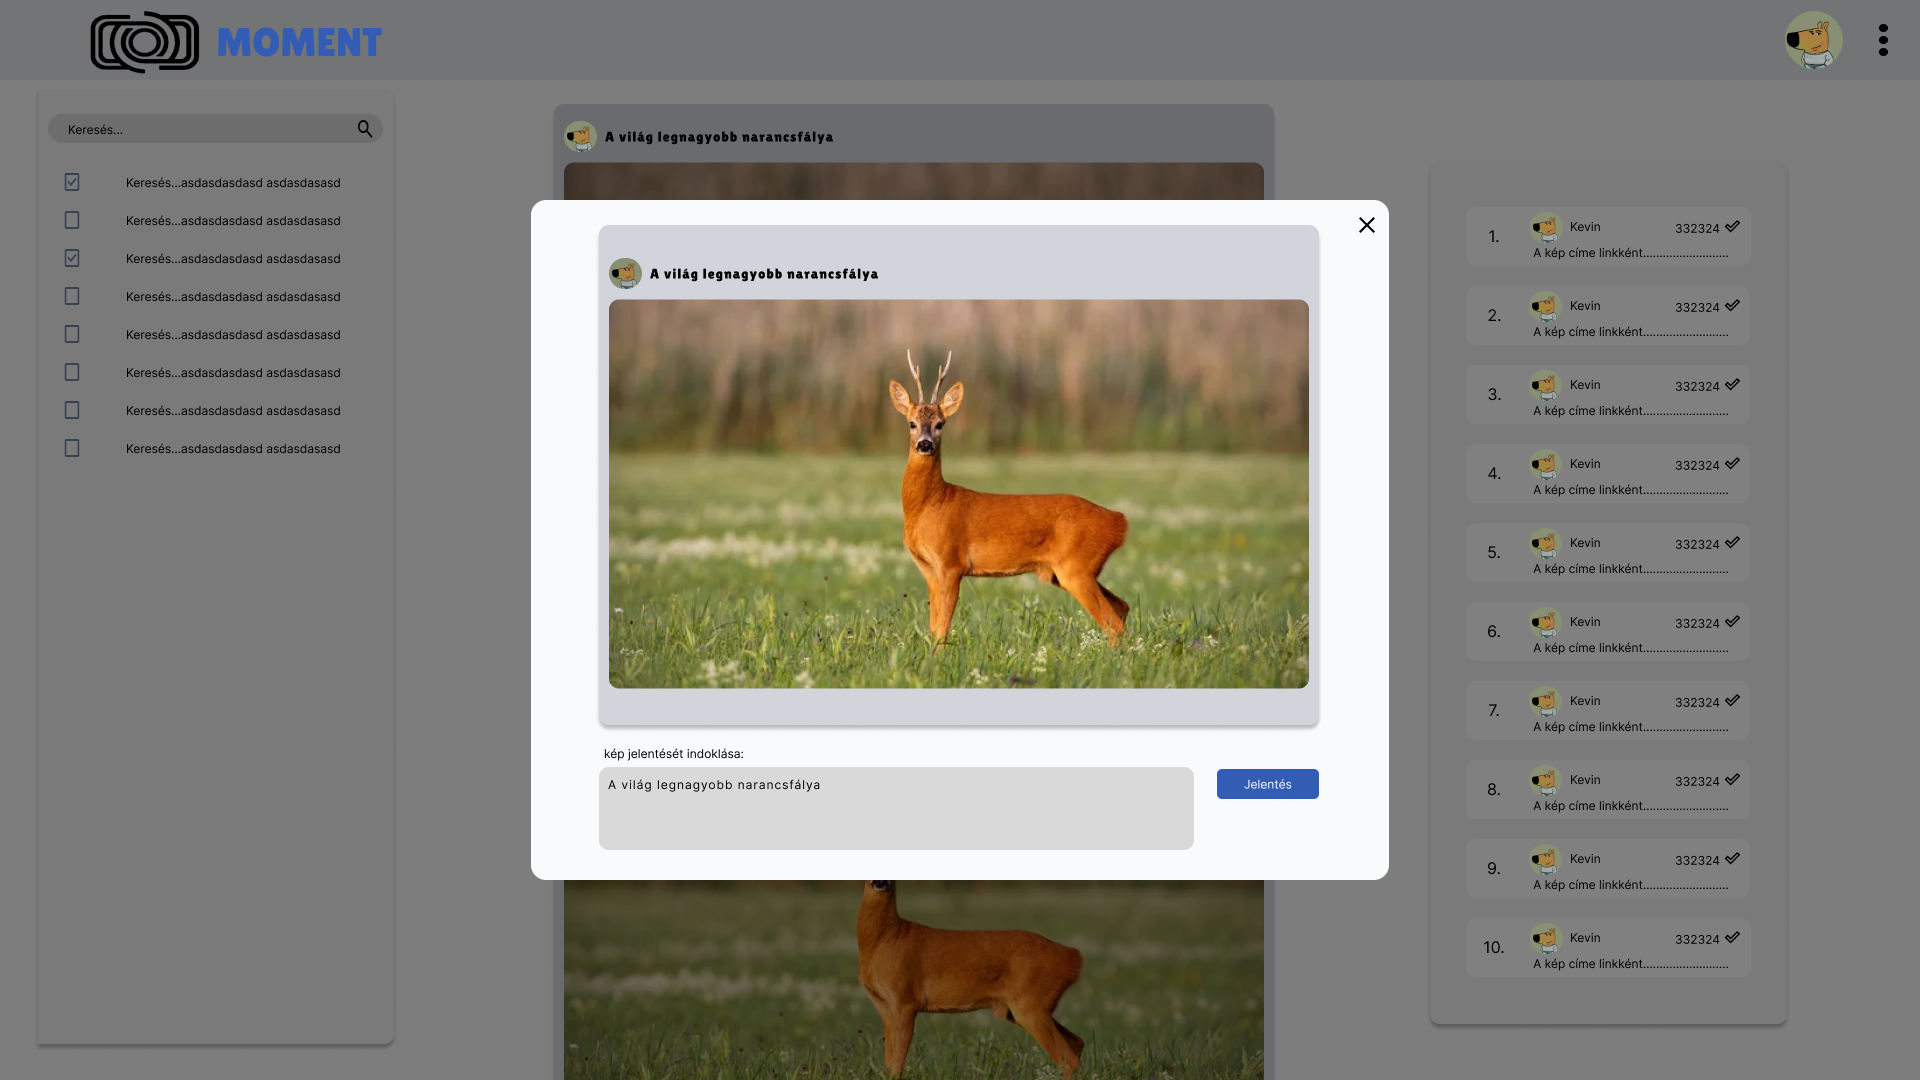 MOMENT
Keresés...
Keresés...asdasdasdasd asdasdasasd
Keresés...asdasdasdasd asdasdasasd
Keresés...asdasdasdasd asdasdasasd
Keresés...asdasdasdasd asdasdasasd
Keresés...asdasdasdasd asdasdasasd
Keresés...asdasdasdasd asdasdasasd
Keresés...asdasdasdasd asdasdasasd
Keresés...asdasdasdasd asdasdasasd
A világ legnagyobb narancsfálya
A világ legnagyobb narancsfálya
kép jelentését indoklása:
A világ legnagyobb narancsfálya
Jelentés
1. Kevin 332324
A kép címe linkként..........................
2. Kevin 332324
A kép címe linkként..........................
3. Kevin 332324
A kép címe linkként..........................
4. Kevin 332324
A kép címe linkként..........................
5. Kevin 332324
A kép címe linkként..........................
6. Kevin 332324
A kép címe linkként..........................
7. Kevin 332324
A kép címe linkként..........................
8. Kevin 332324
A kép címe linkként..........................
9. Kevin 332324
A kép címe linkként..........................
10. Kevin 332324
A kép címe linkként..........................